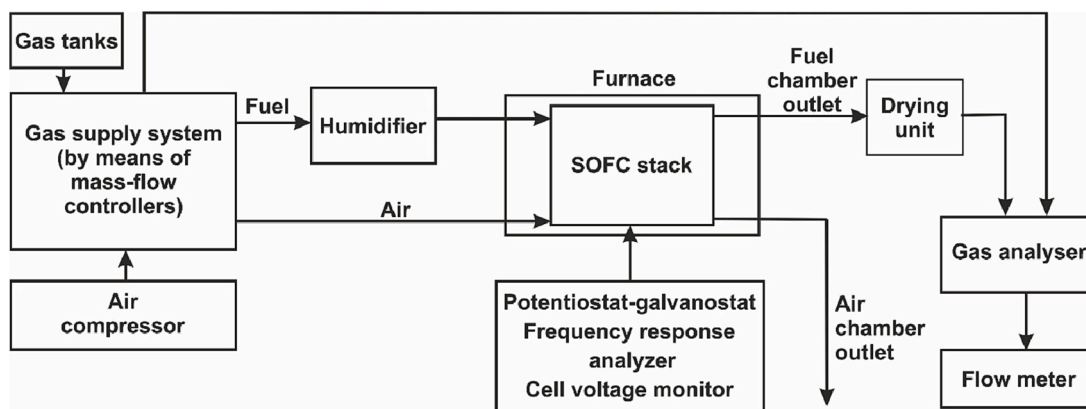 Gas tanks
Gas supply system
(by means of
mass-flow
controllers)
Air
compressor
Fuel
Humidifier
Air
Furnace
SOFC stack
Potentiostat-galvanostat
Frequency response
analyzer
Cell voltage monitor
Fuel
chamber
outlet
Drying
unit
Air
chamber
outlet
Gas analyser
Flow meter